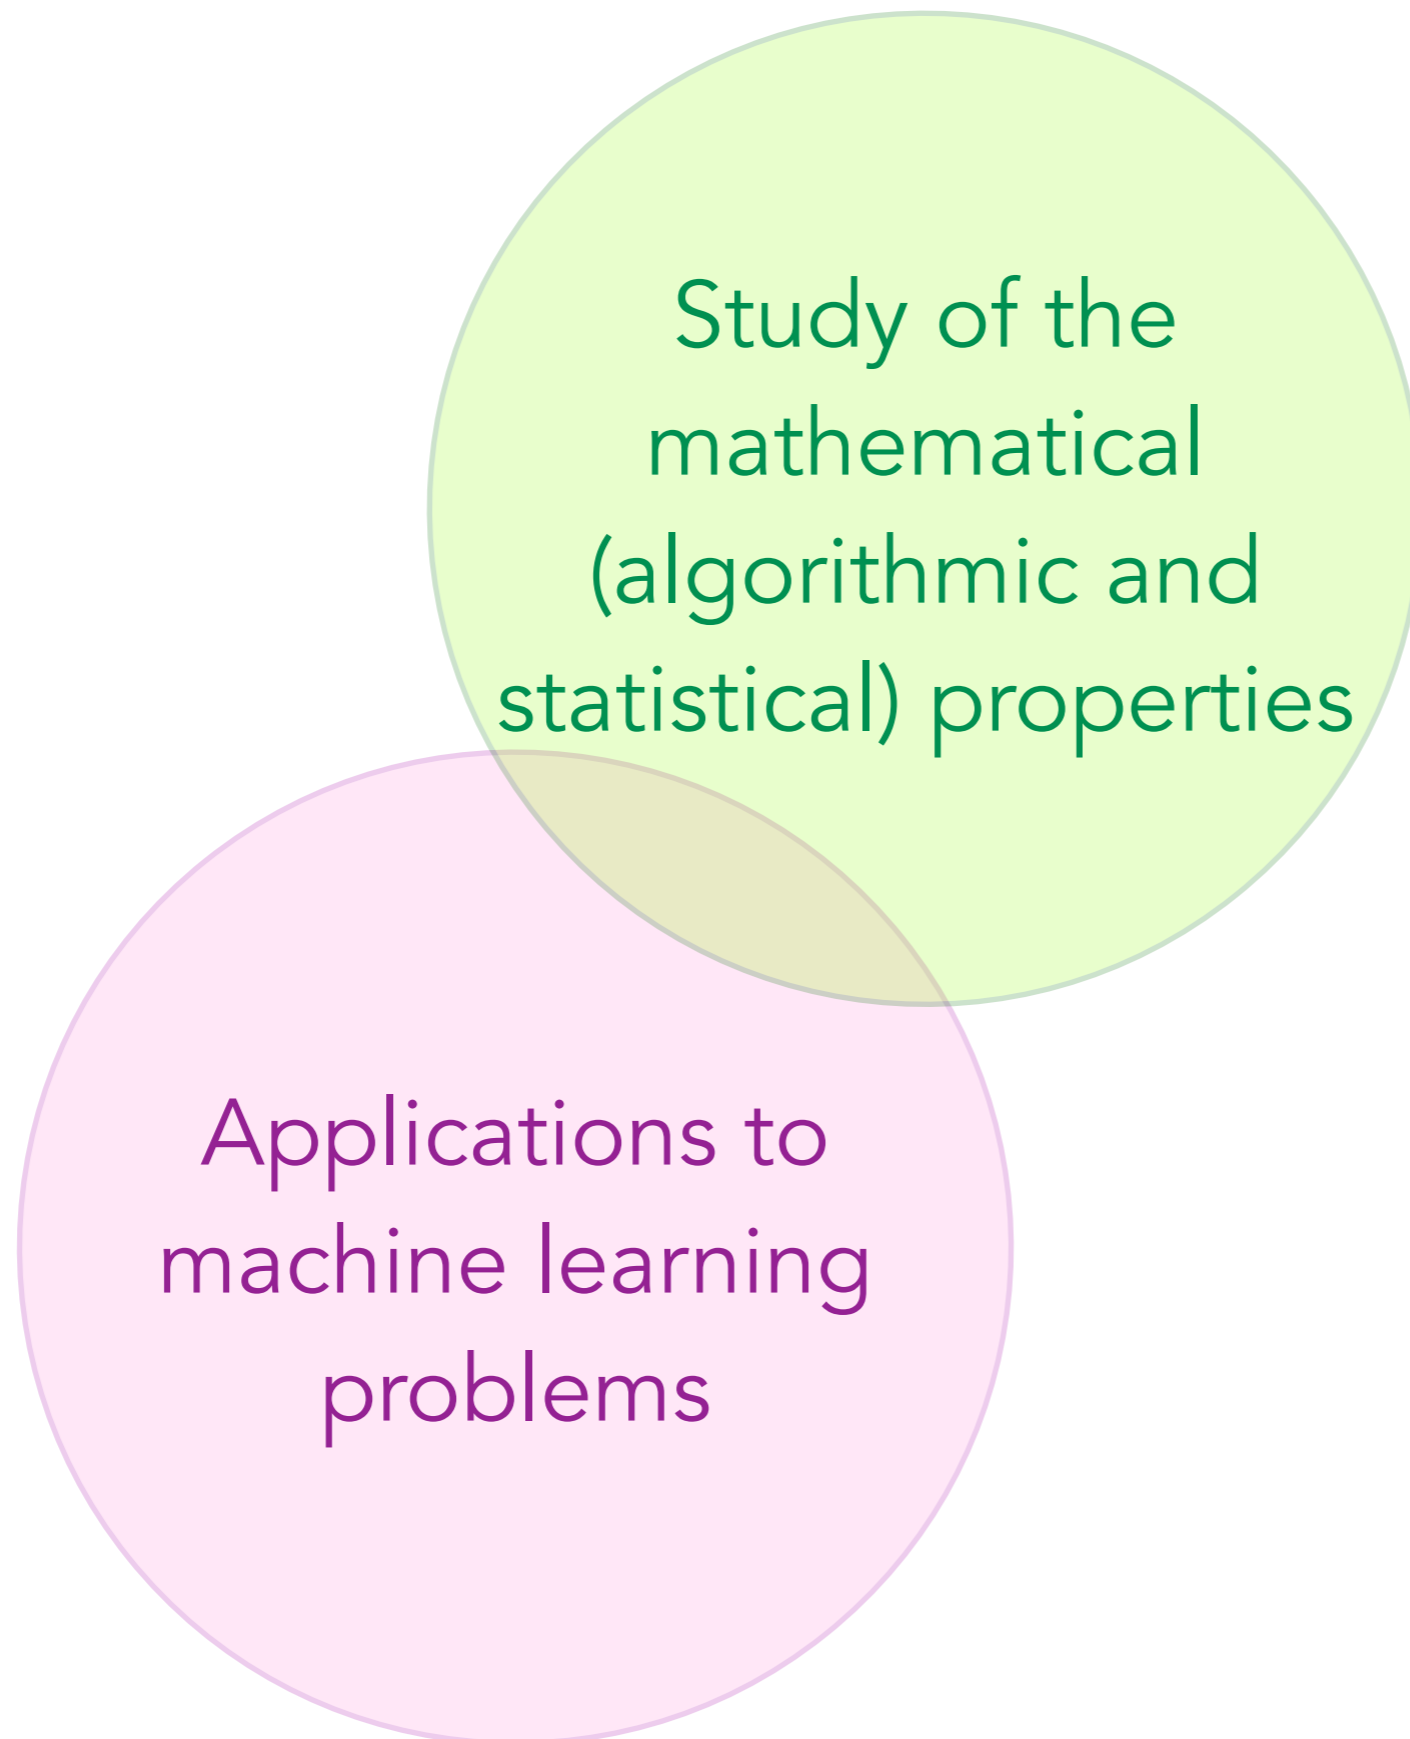 Study of the
mathematical
(algorithmic and
statistical) properties
Applications to
machine learning
problems